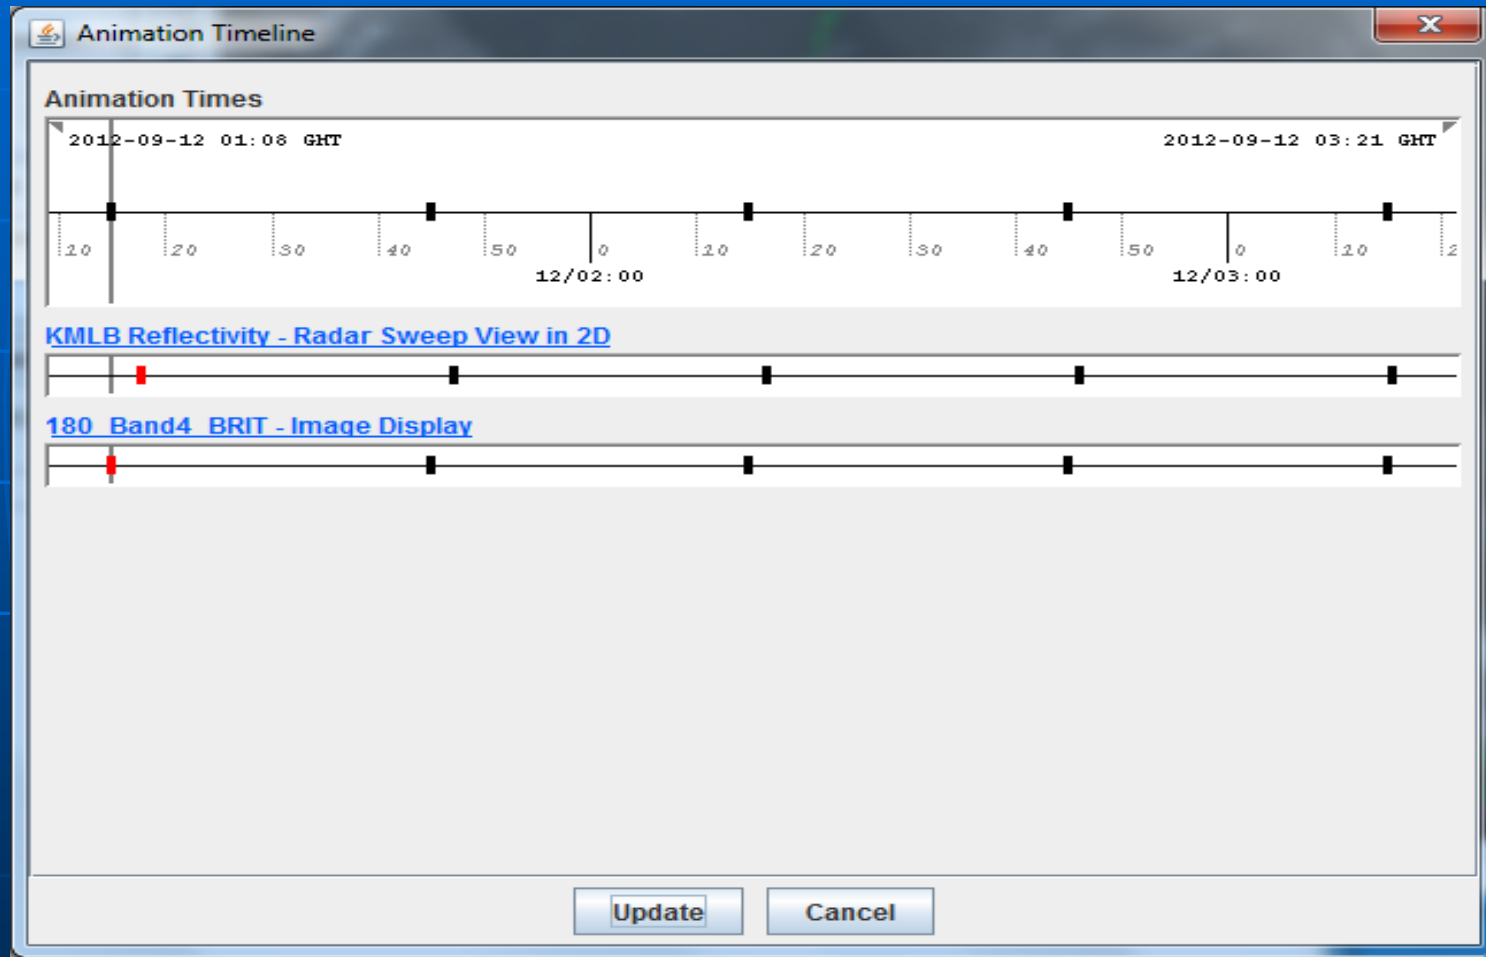 Animation Timeline
Animation Times
2012-09-12 01:08 GMT 2012-09-12 03:21 GMT
10 20 30 40 50 0 10 20 30 40 50 0 10 2
12/02:00 12/03:00
KMLB Reflectivity - Radar Sweep View in 2D
180_Band4_BRIT - Image Display
Update Cancel